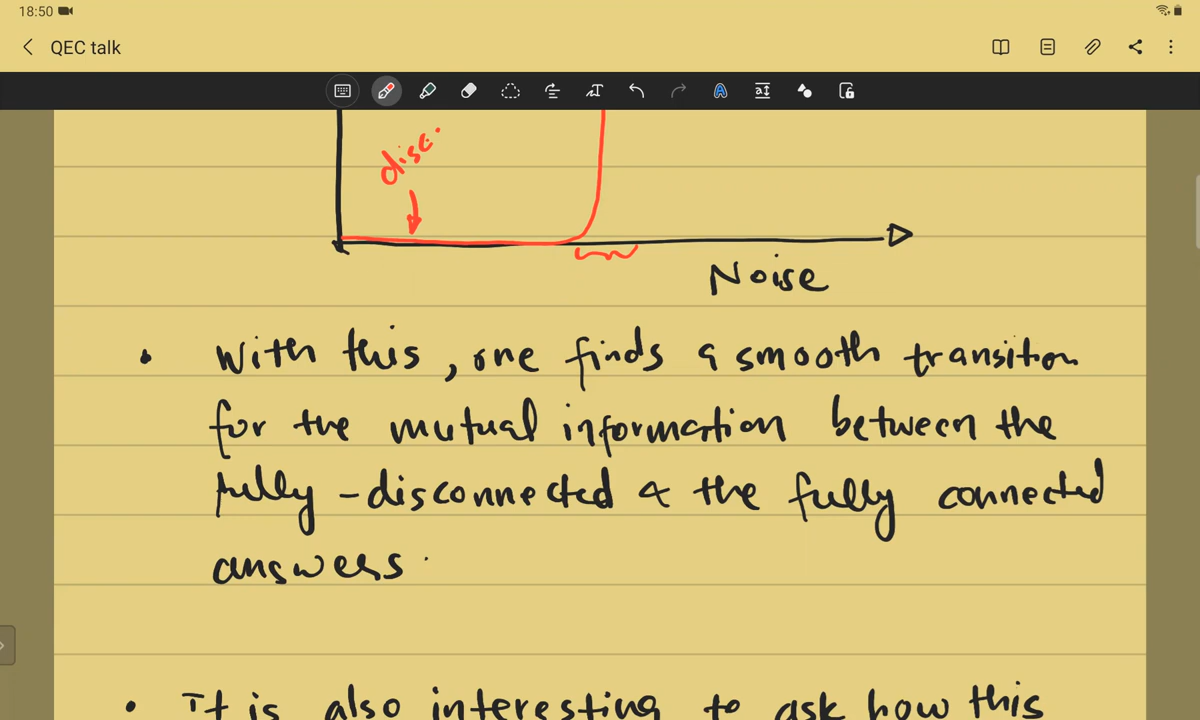 18:50
QEC talk
disc.
Noise
• With this, one finds a smooth transition
for the mutual information between the
fully-disconnected & the fully connected
answers.
• It is also interesting to ask how this